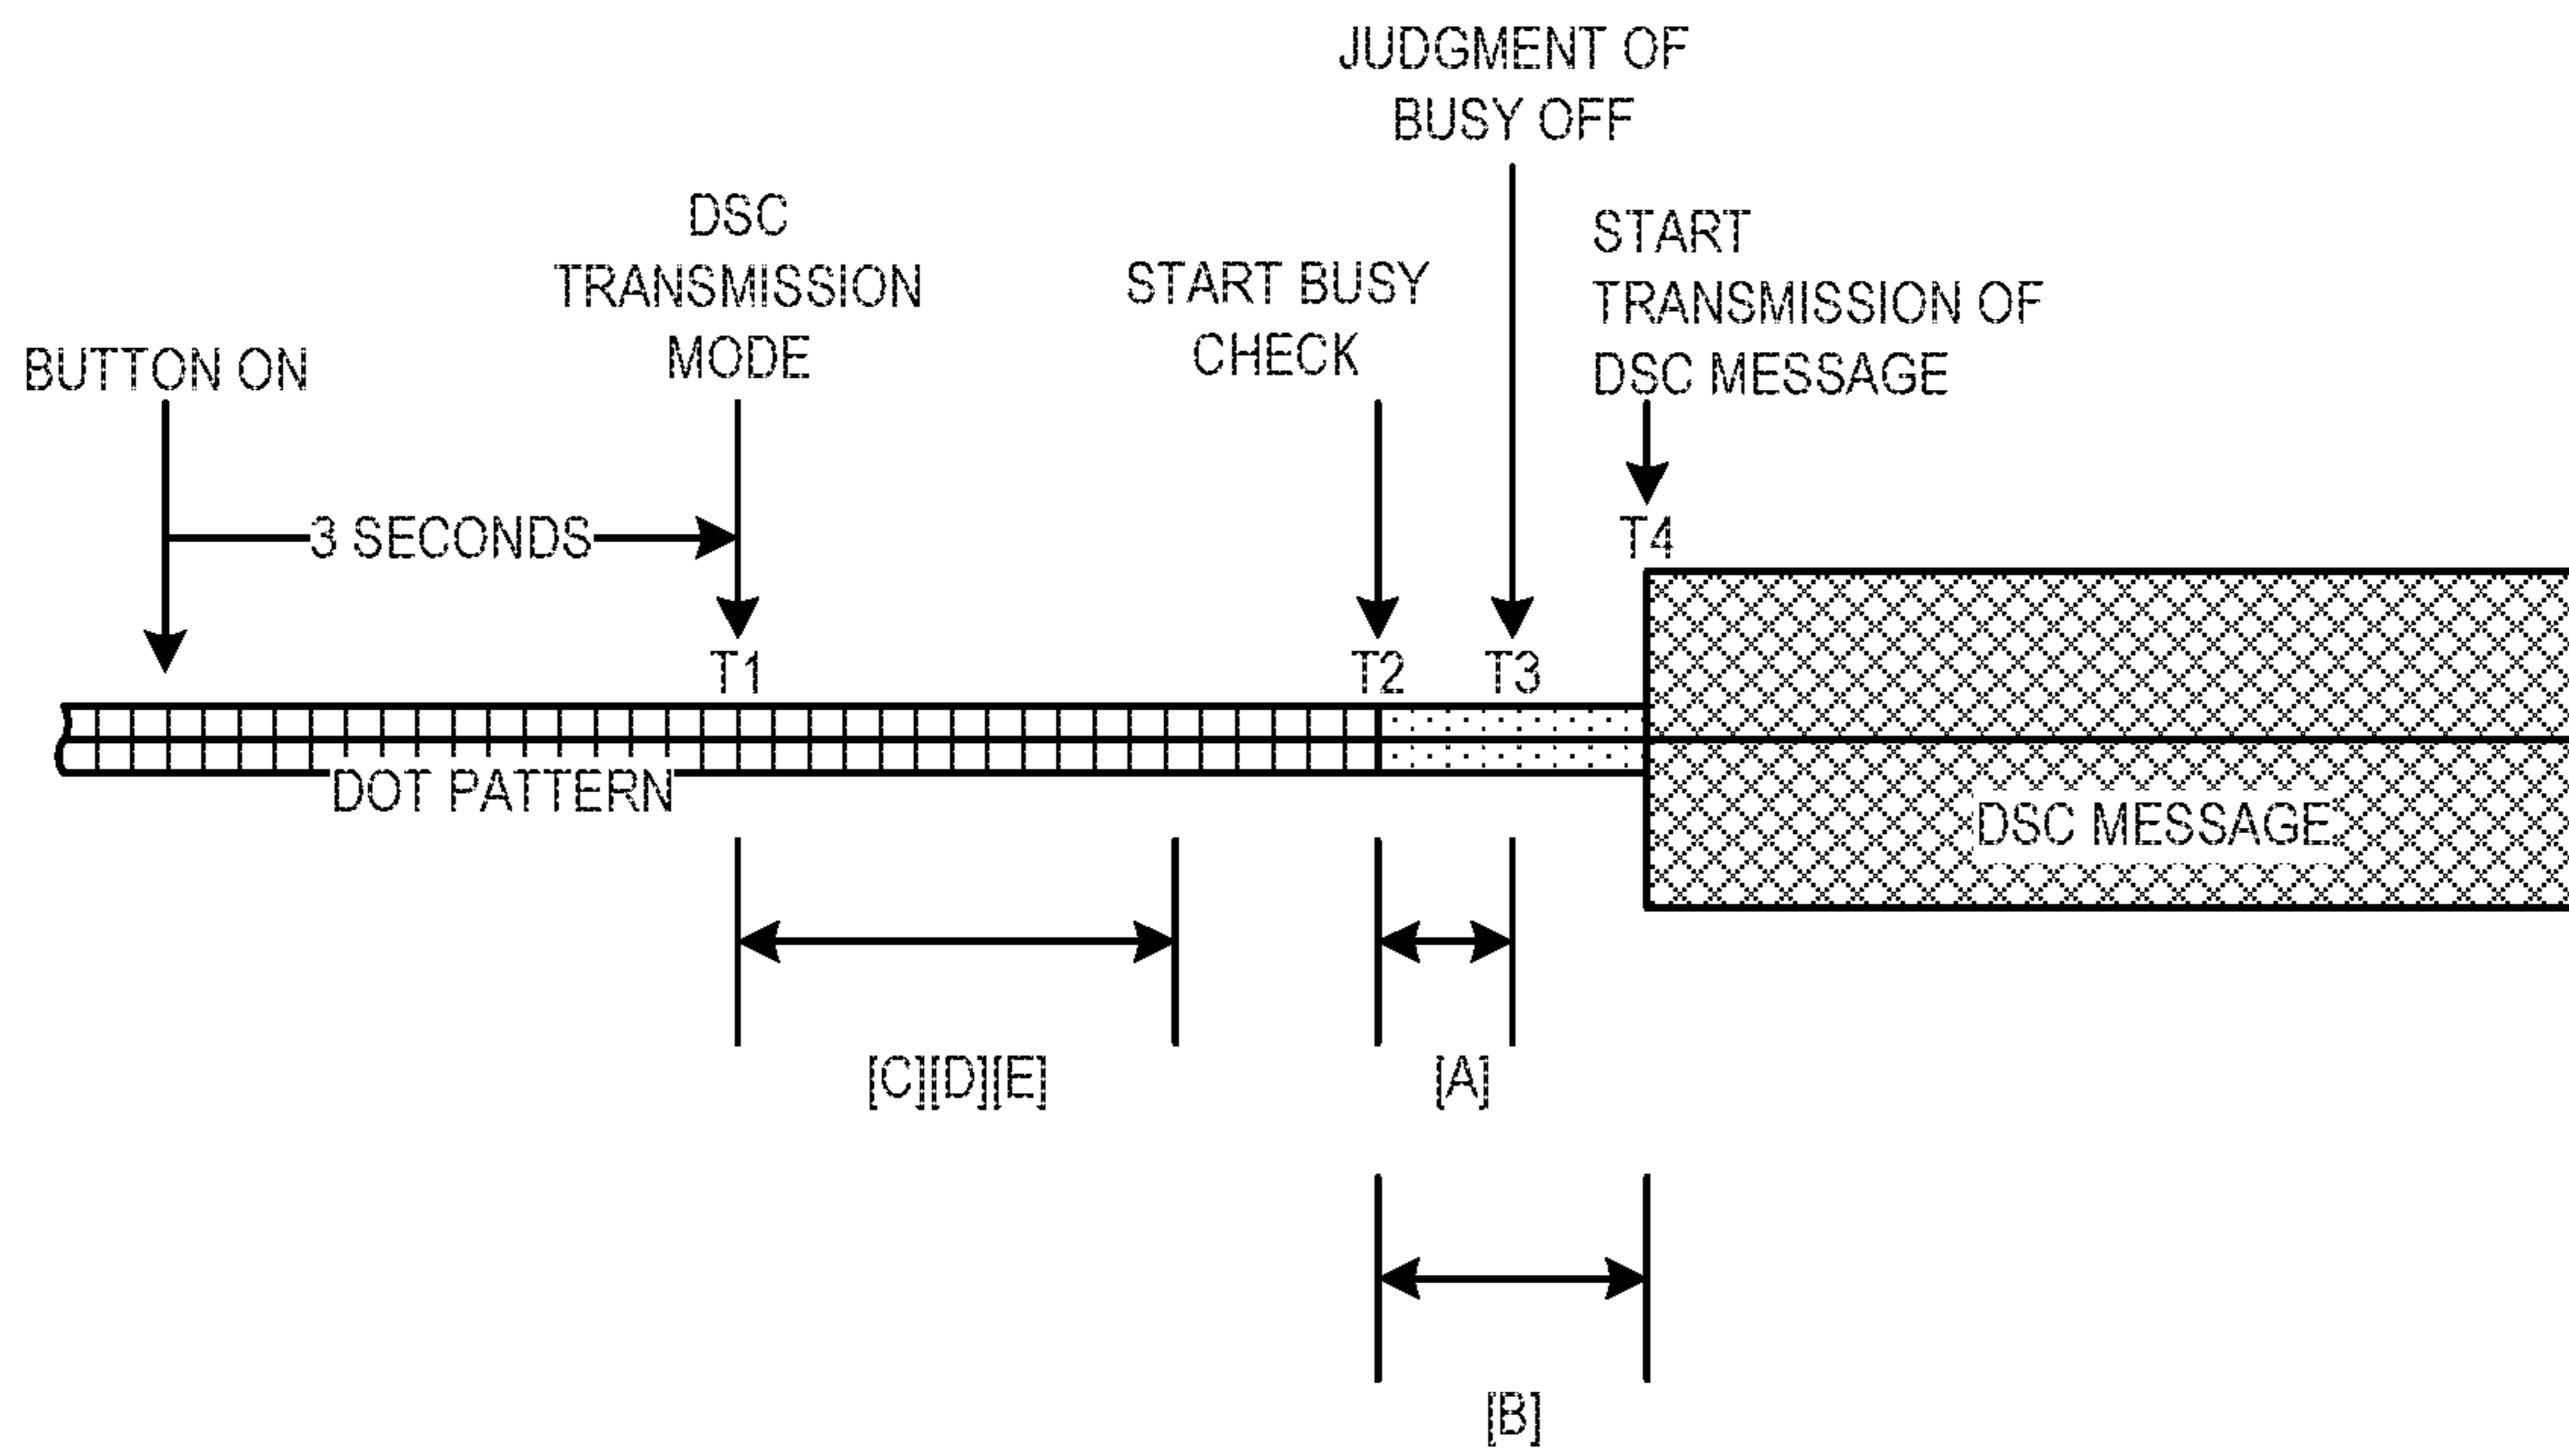 JUDGMENT OF
BUSY OFF
DSC
TRANSMISSION
MODE
START BUSY
CHECK
START
TRANSMISSION OF
DSC MESSAGE
BUTTON ON
3 SECONDS
T4
T1
T2
T3
DOT PATTERN
DSC MESSAGE
[C][D][E]
[A]
[B]